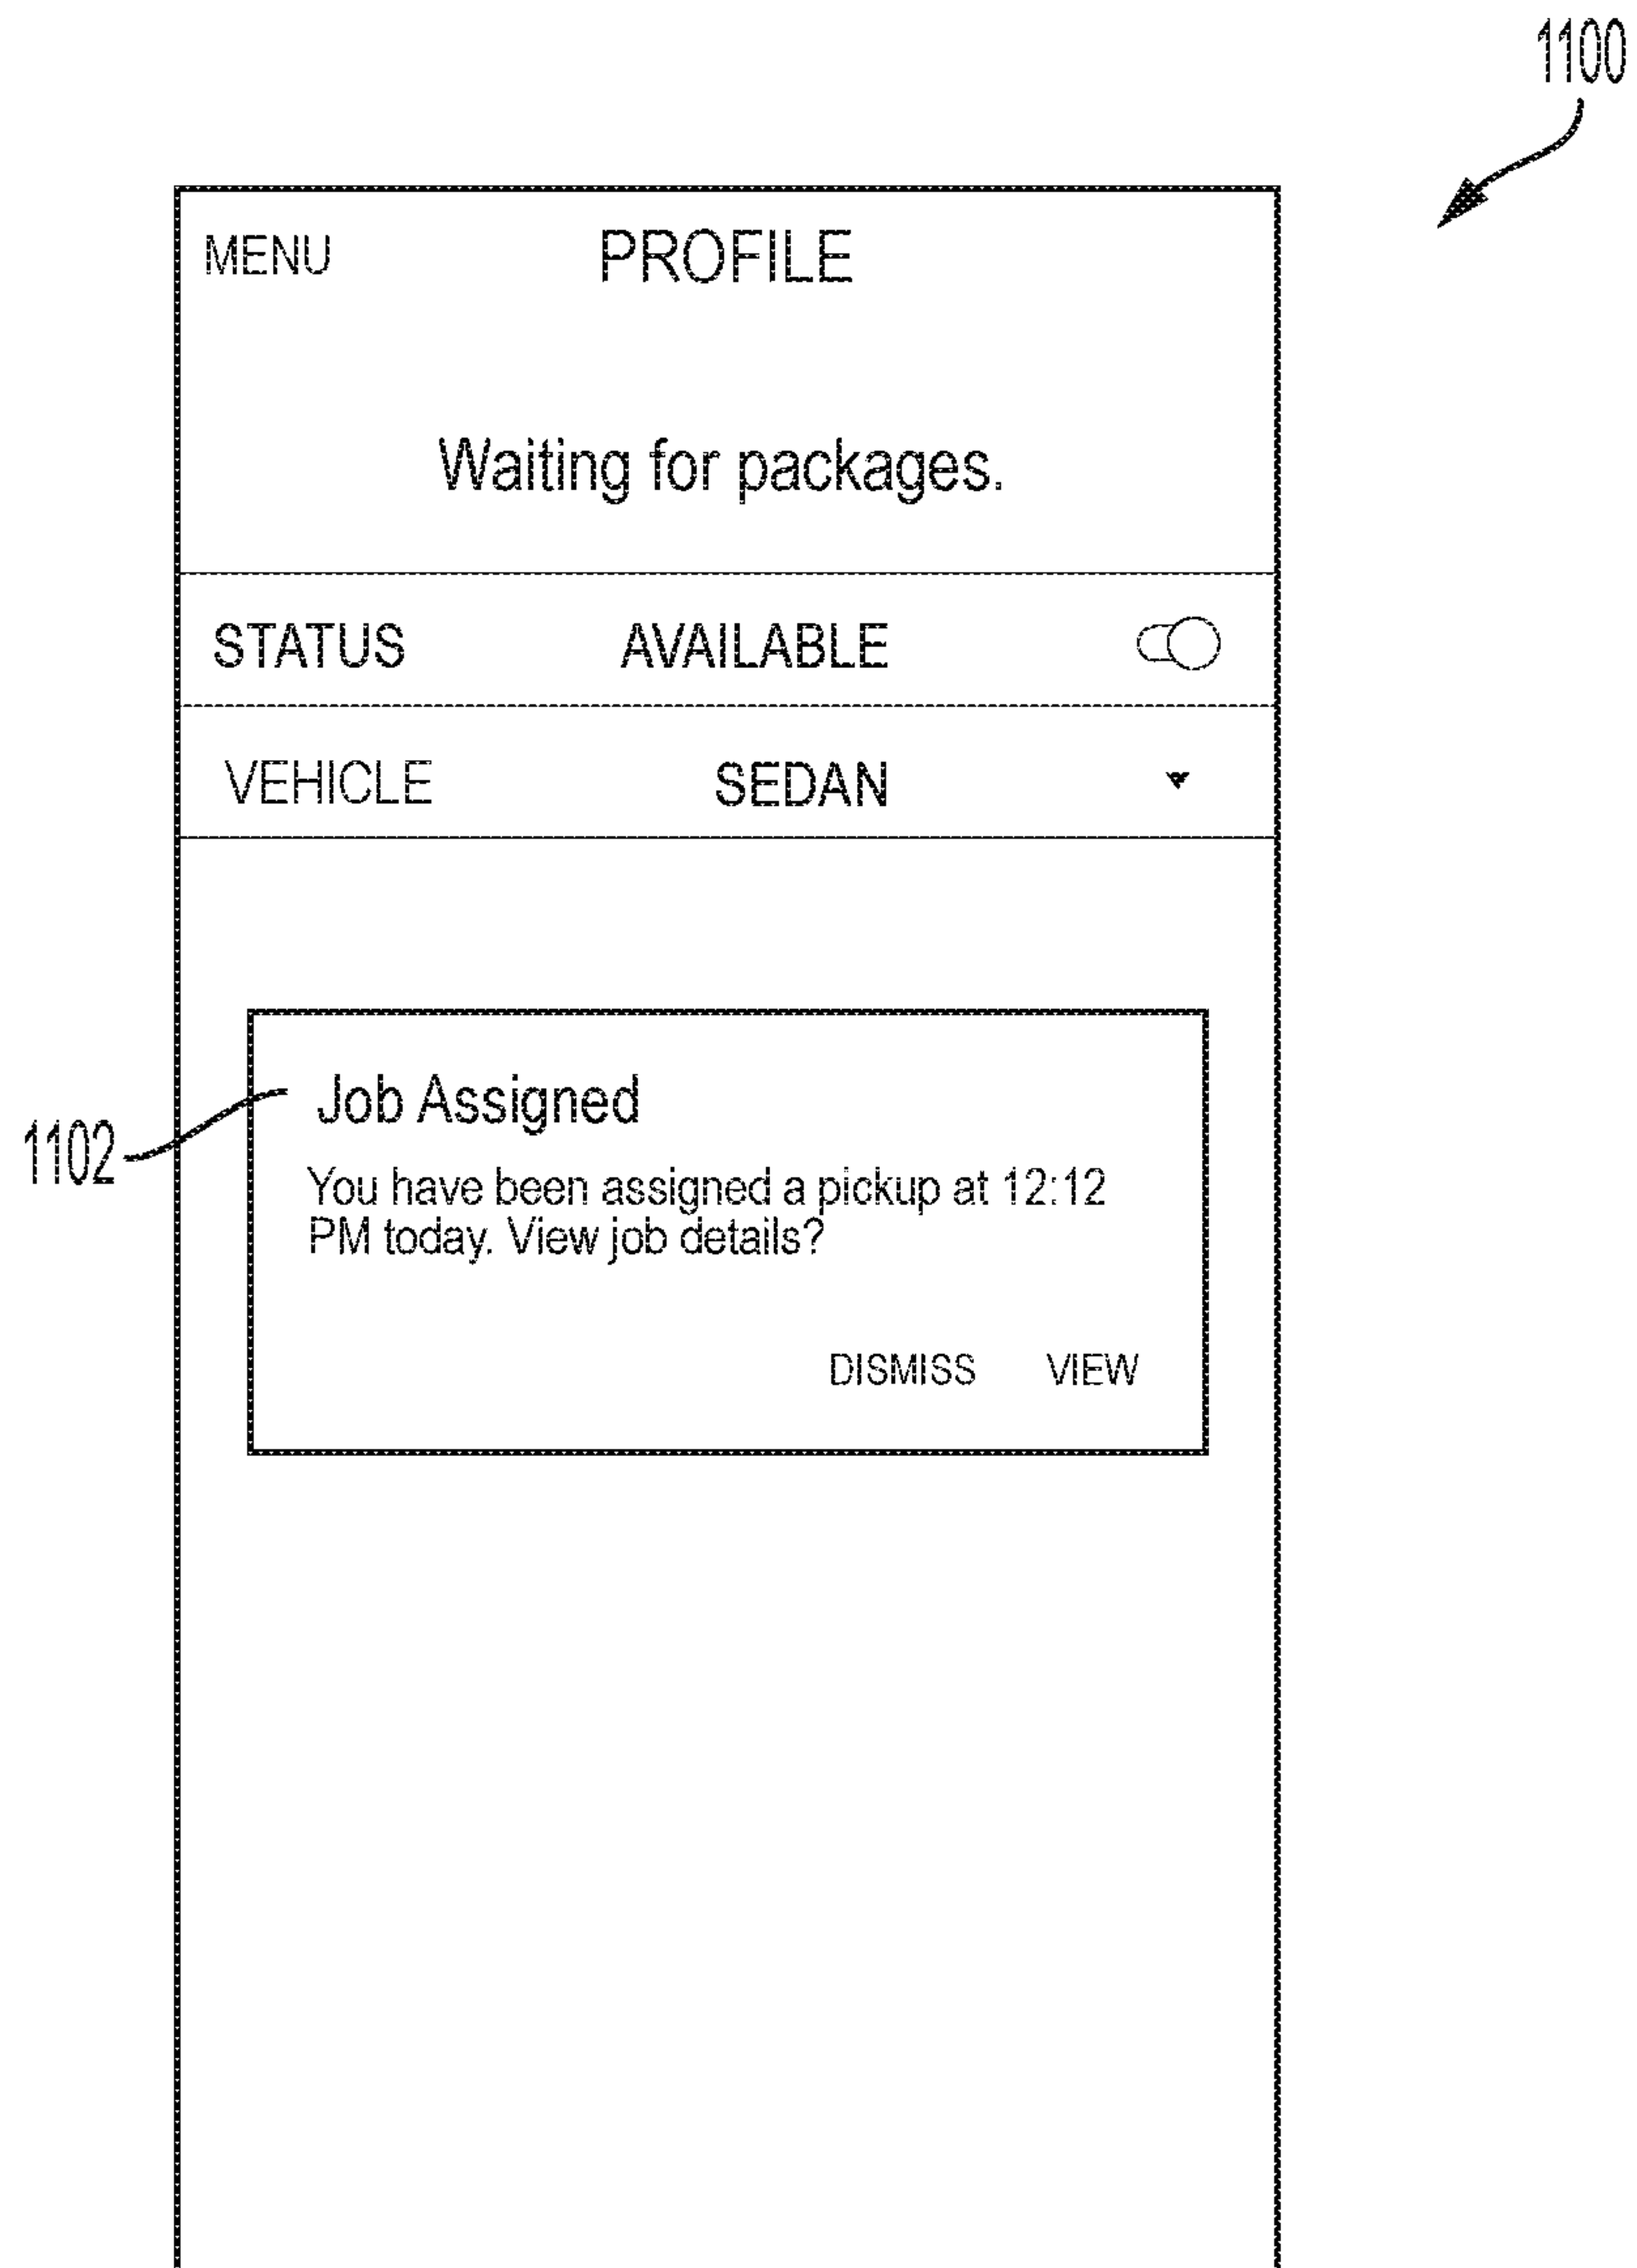 1100
MENU PROFILE
Waiting for packages.
STATUS AVAILABLE
VEHICLE SEDAN
1102
Job Assigned
You have been assigned a pickup at 12:12
PM today. View job details?
DISMISS VIEW